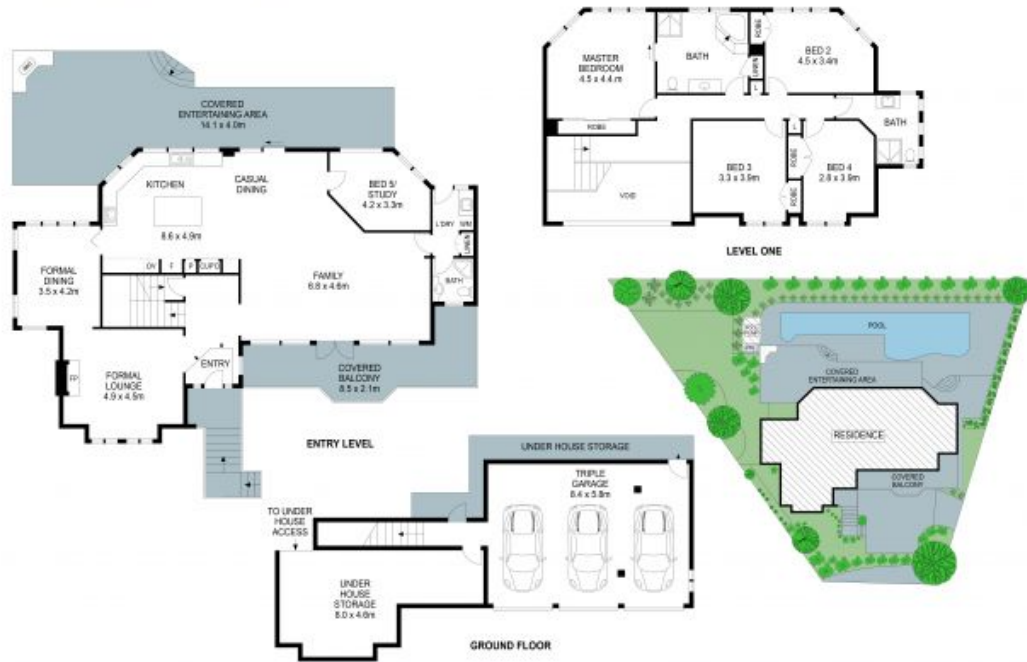 COVERED
ENTERTAINING AREA
14.1 x 4.0m
KITCHEN
CASUAL
DINING
BED 5/
STUDY
4.2 x 3.3m
L'DRY
WM
LINEN
BATH
6.6 x 4.9m
OV
F
P
CUPD
FORMAL
DINING
3.5 x 4.2m
FAMILY
6.8 x 4.6m
ENTRY
FP
FORMAL
LOUNGE
4.9 x 4.5m
COVERED
BALCONY
8.5 x 2.1m
ENTRY LEVEL
MASTER
BEDROOM
4.5 x 4.4.m
BATH
ROBE
LINEN
L
BED 2
4.5 x 3.4m
BATH
ROBE
VOID
BED 3
3.3 x 3.9m
L
ROBE
ROBE
BED 4
2.8 x 3.9m
LEVEL ONE
POOL
COVERED
ENTERTAINING AREA
RESIDENCE
COVERED
BALCONY
UNDER HOUSE STORAGE
TRIPLE
GARAGE
8.4 x 5.8m
TO UNDER
HOUSE
ACCESS
UNDER
HOUSE
STORAGE
8.0 x 4.6m
GROUND FLOOR